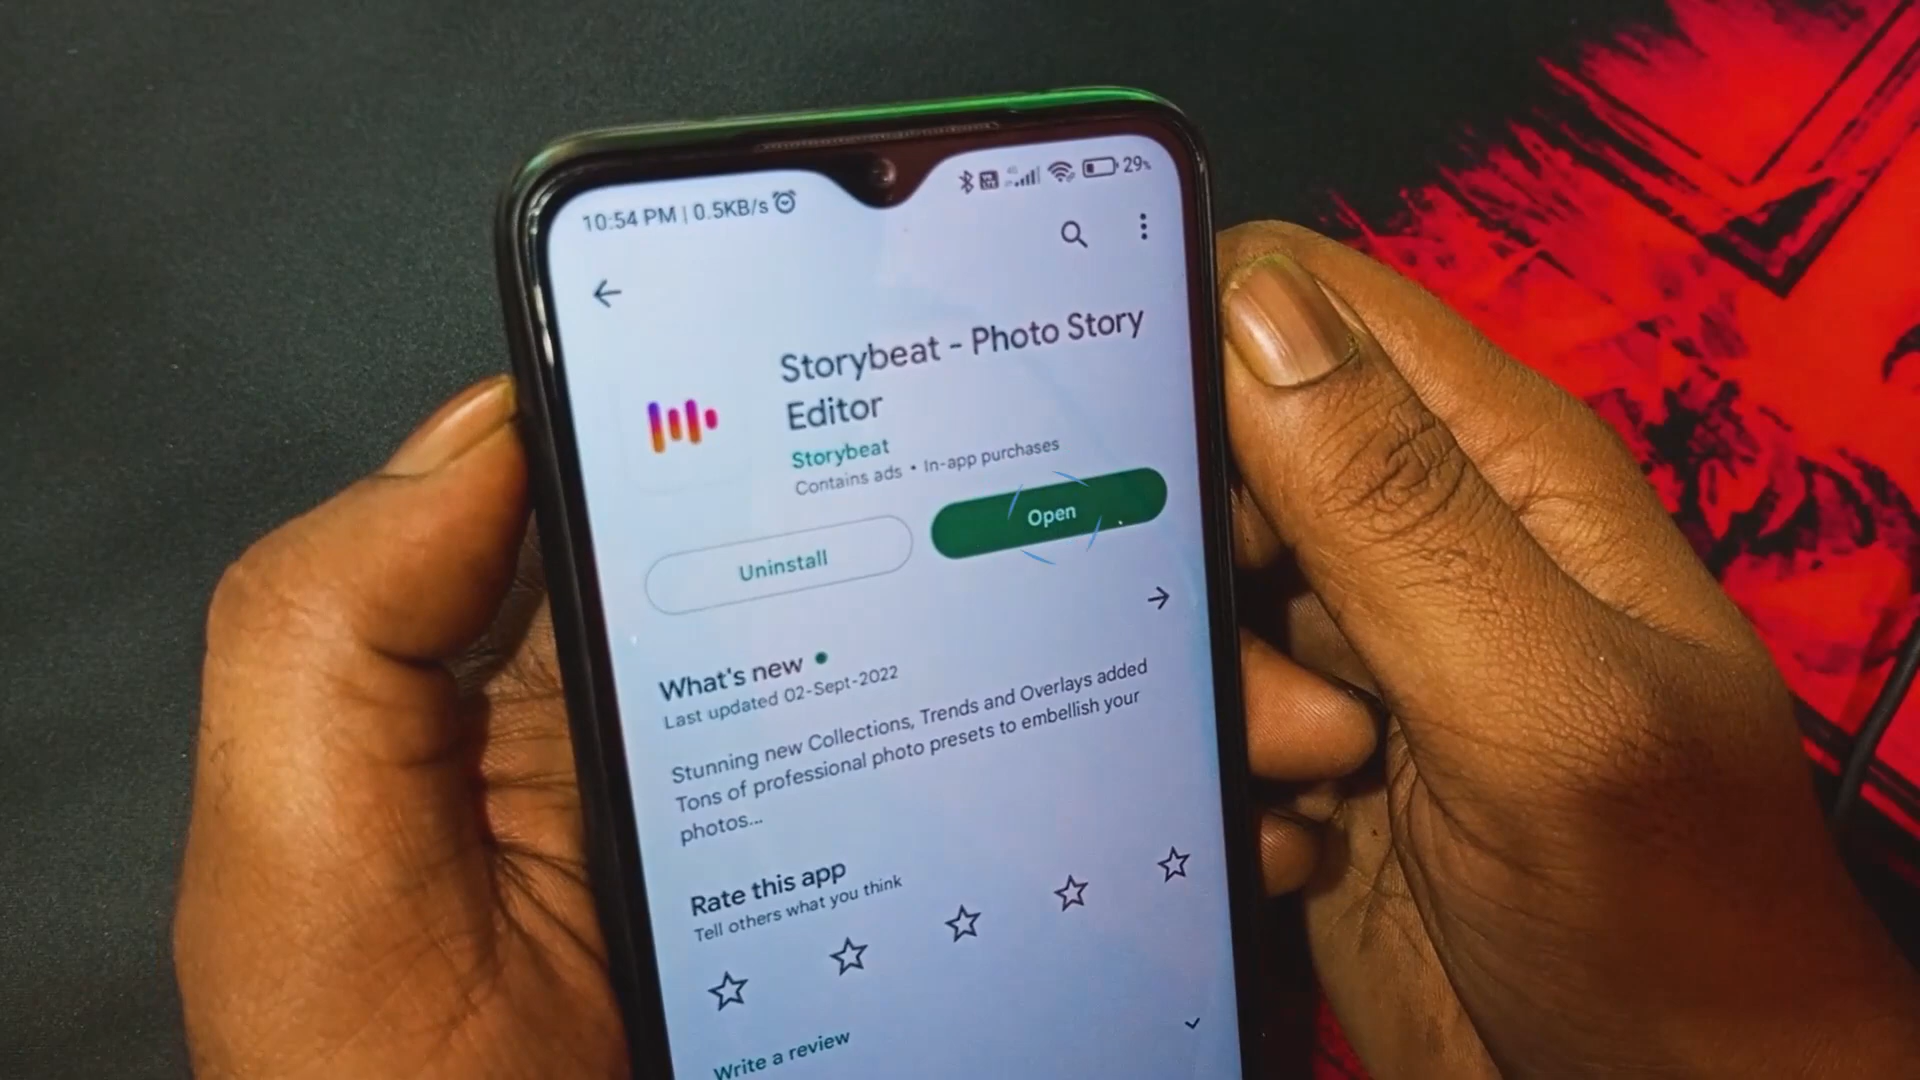 10:54 PM | 0.5KB/s
29%
Storybeat - Photo Story
Editor
Storybeat
Contains ads • In-app purchases
Uninstall
Open
What's new
Last updated 02-Sept-2022
Stunning new Collections, Trends and Overlays added
Tons of professional photo presets to embellish your
photos...
Rate this app
Tell others what you think
Write a review